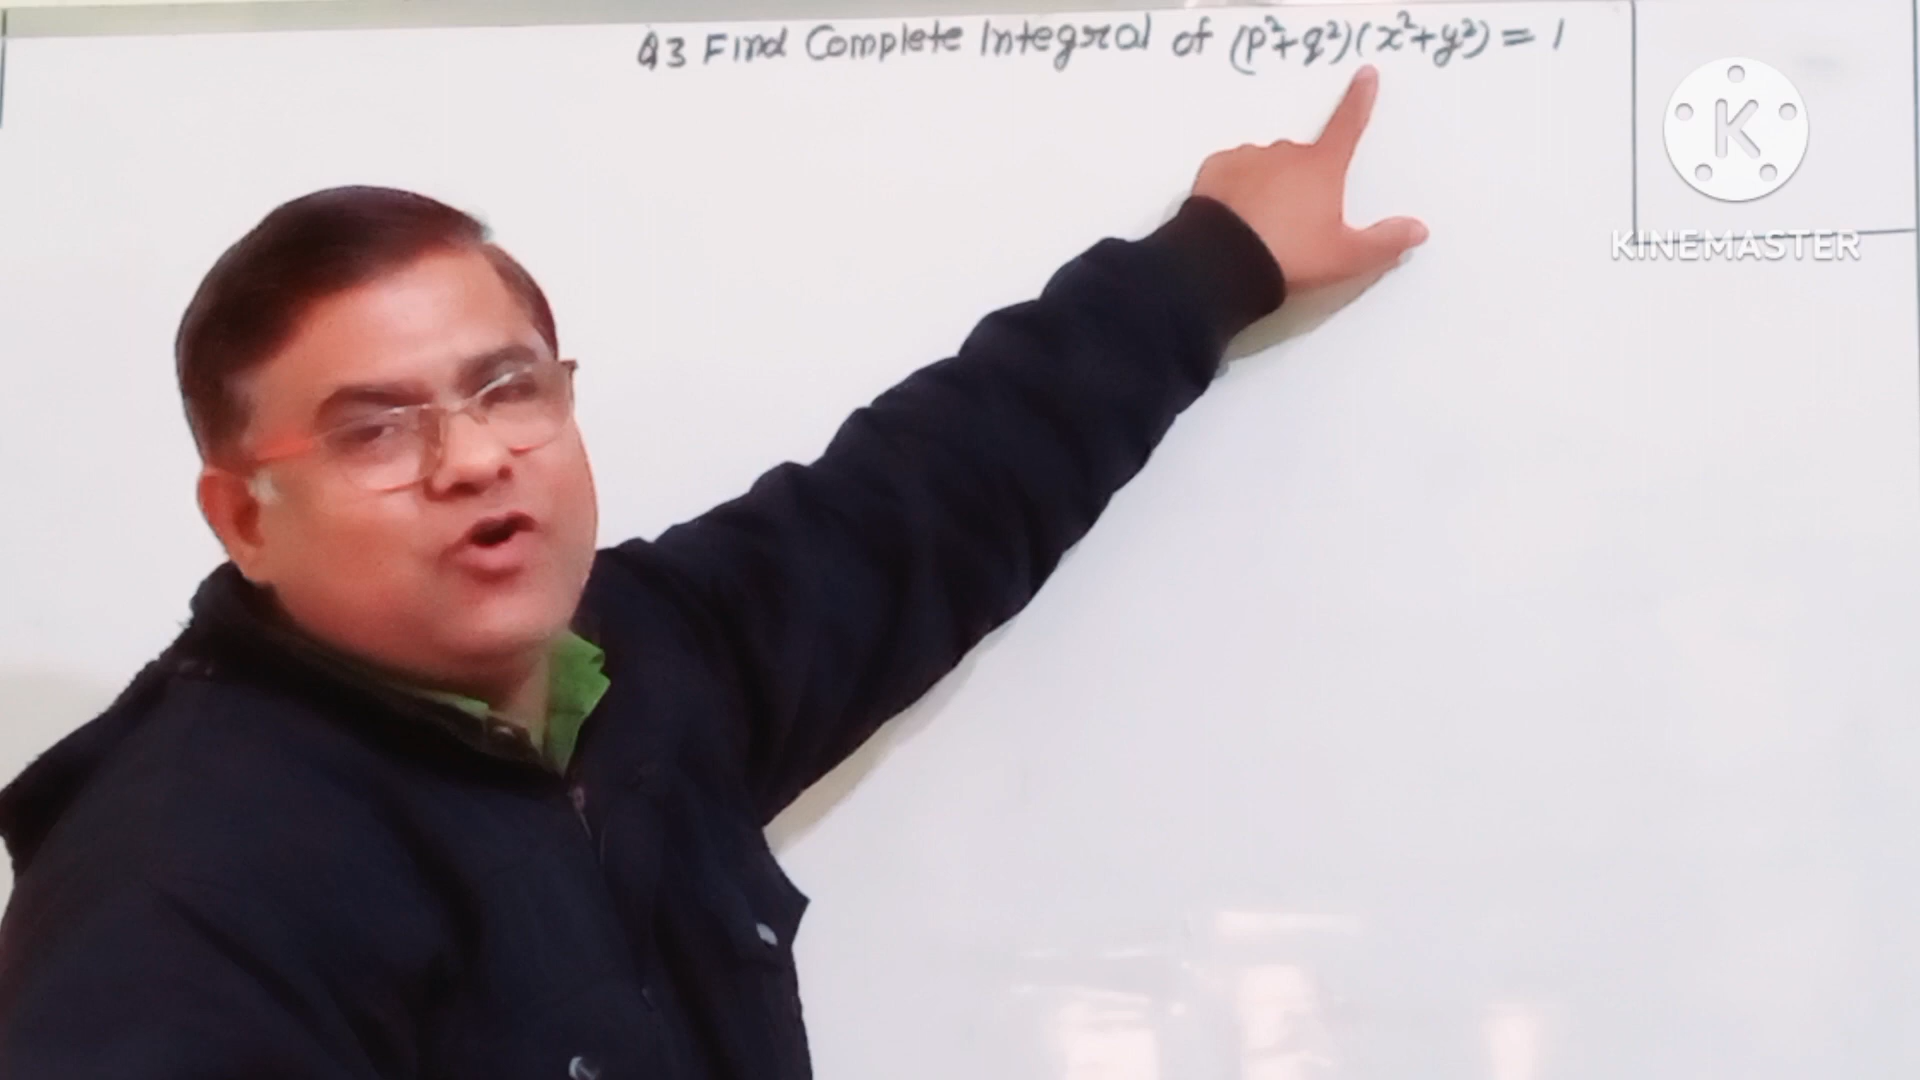 Q3 Find Complete Integral of (p²+q²)(x²+y²) = 1
K
KINEMASTER